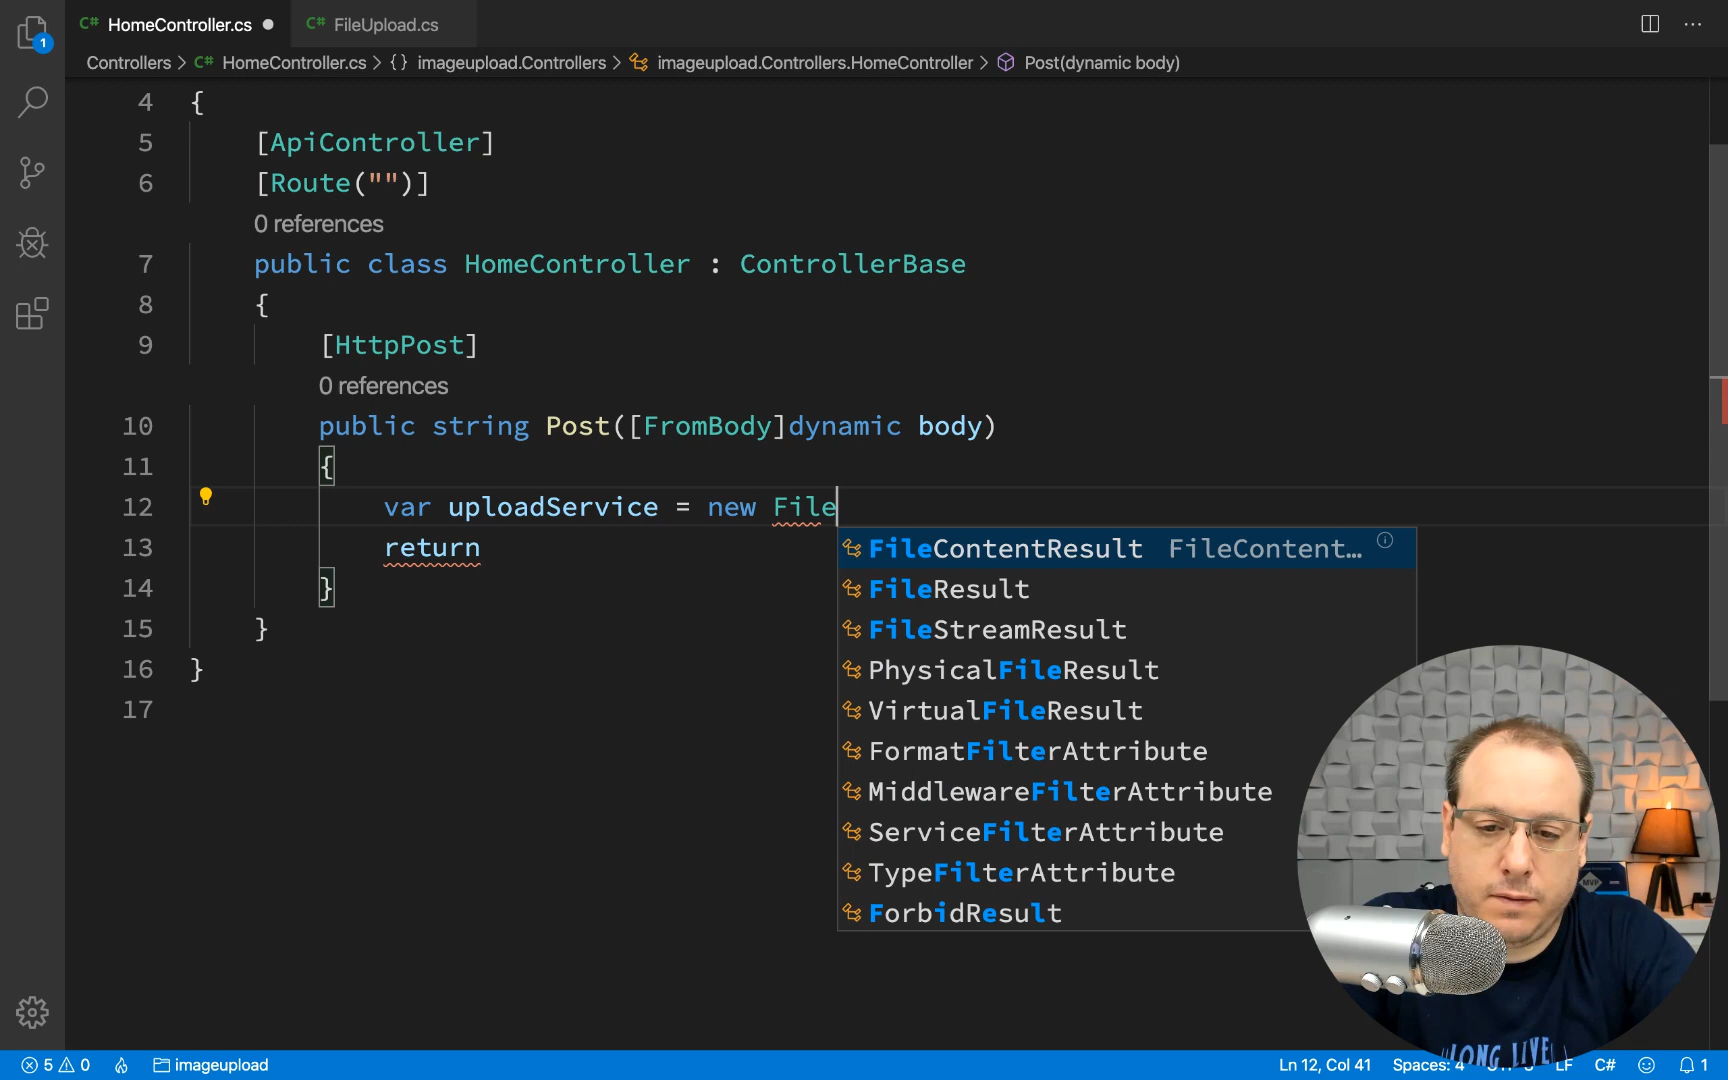 HomeController.cs
FileUpload.cs
Controllers > HomeController.cs > {} imageupload.Controllers > imageupload.Controllers.HomeController > Post(dynamic body)
4 {
5 [ApiController]
6 [Route("")]
0 references
7 public class HomeController : ControllerBase
8 {
9 [HttpPost]
0 references
10 public string Post([FromBody]dynamic body)
11 {
12 var uploadService = new File
13 return
14 }
15 }
16 }
17
FileContentResult FileContent…
FileResult
FileStreamResult
PhysicalFileResult
VirtualFileResult
FormatFilterAttribute
MiddlewareFilterAttribute
ServiceFilterAttribute
TypeFilterAttribute
ForbidResult
1
MVP
LONG LIVE
5 0 imageupload Ln 12, Col 41 Spaces: 4 LF C# 1